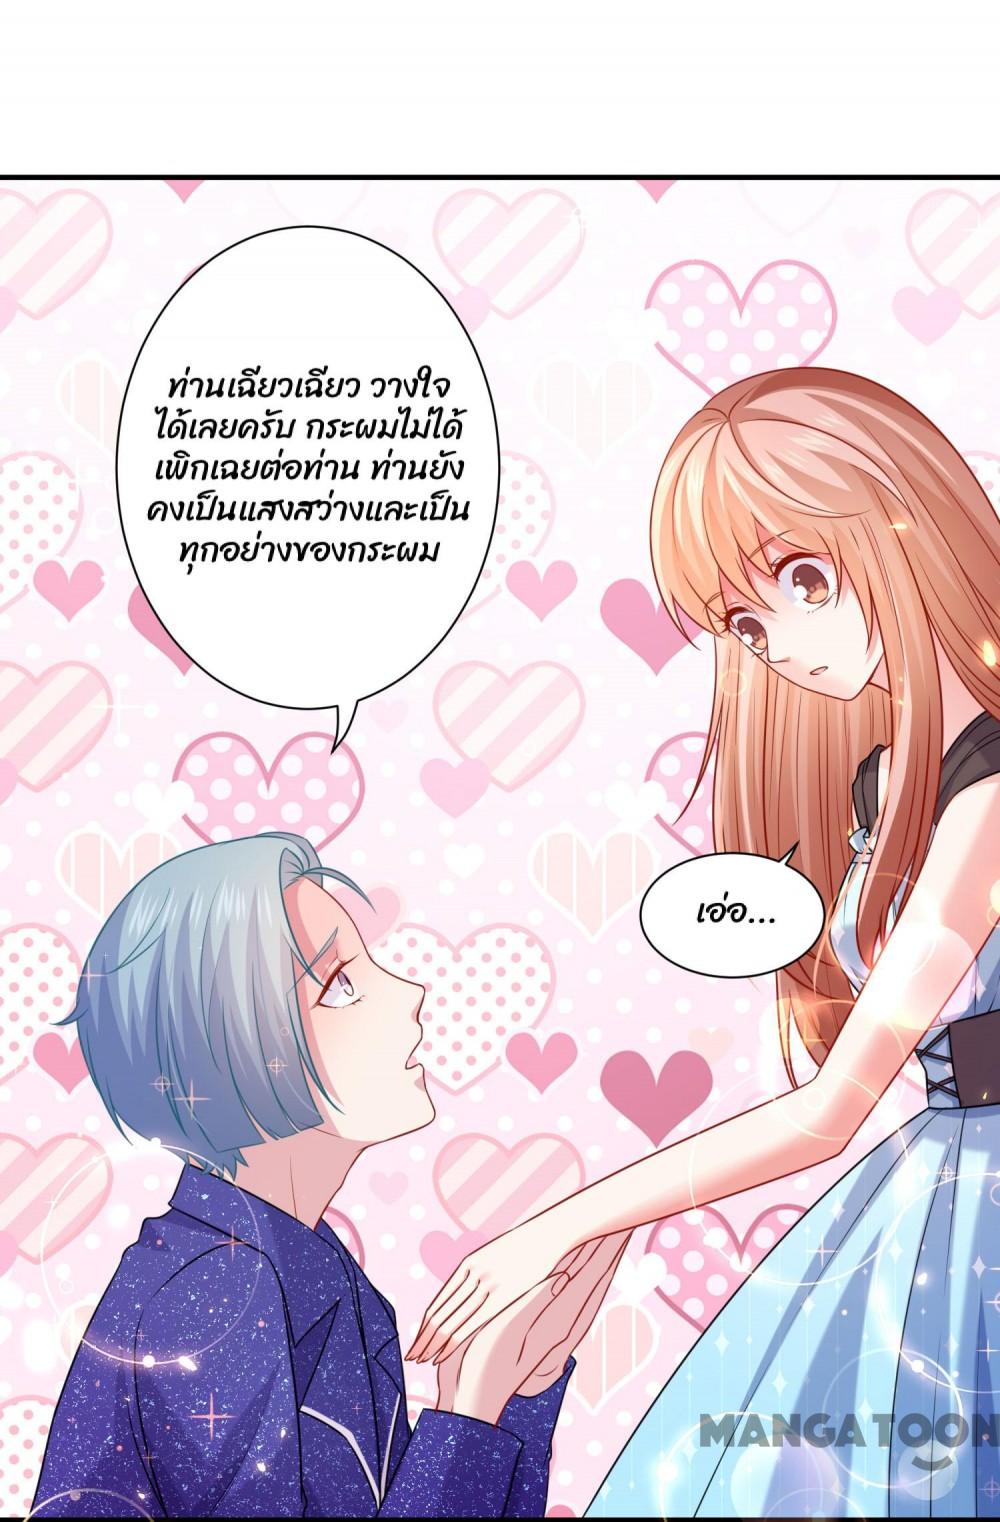 ท่านเฉียวเฉียว วางใจ
ได้เลยครับ กระผมไม่ได้
เพิกเฉยต่อท่าน ท่านยัง
คงเป็นแสงสว่างและเป็น
ทุกอย่างของกระผม
เอ่อ...
MANGATOON